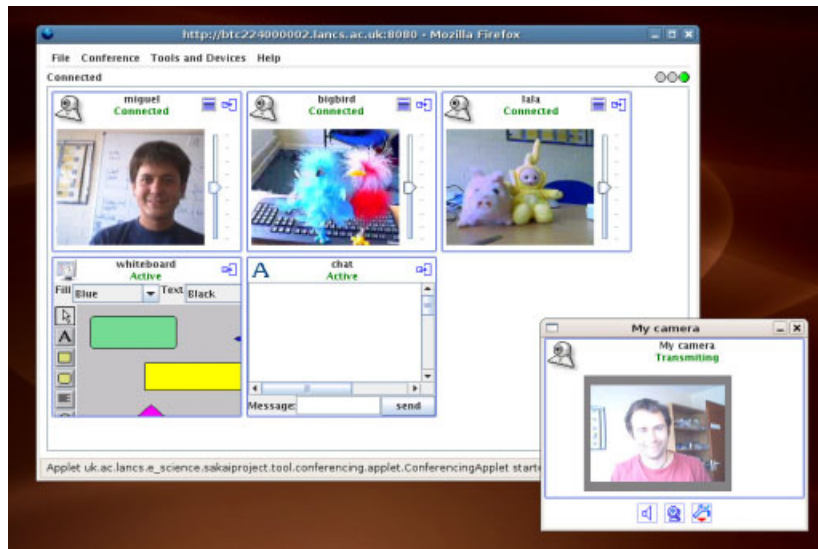 http://btc224000002.lancs.ac.uk:8080 - Mozilla Firefox
File Conference Tools and Devices Help
Connected
miguel
Connected
bigbird
Connected
lala
Connected
whiteboard
Active
Fill Blue Text Black
A
A
chat
Active
Message: send
Applet uk.ac.lancs.e_science.sakaiproject.tool.conferencing.applet.ConferencingApplet starte
My camera
My camera
Transmiting